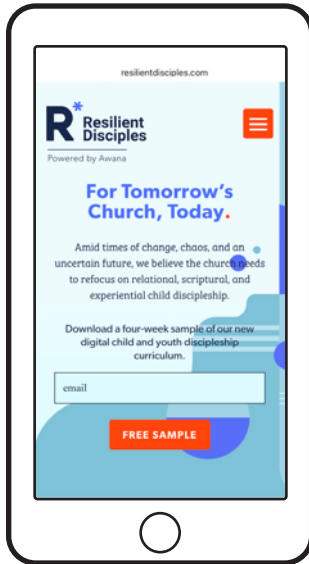 resilientdisciples.com
R* Resilient
Disciples
Powered by Awana
For Tomorrow's
Church, Today.
Amid times of change, chaos, and an
uncertain future, we believe the church needs
to refocus on relational, scriptural, and
experiential child discipleship.
Download a four-week sample of our new
digital child and youth discipleship
curriculum.
email
FREE SAMPLE